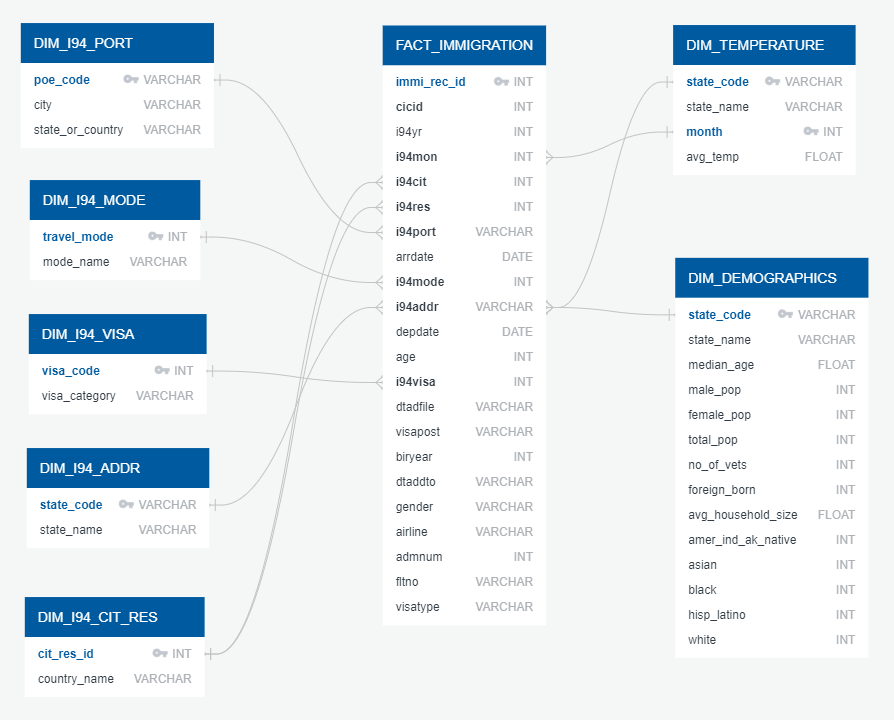 DIM_I94_PORT
poe_code VARCHAR
city VARCHAR
state_or_country VARCHAR
DIM_I94_MODE
travel_mode INT
mode_name VARCHAR
DIM_I94_VISA
visa_code INT
visa_category VARCHAR
DIM_I94_ADDR
state_code VARCHAR
state_name VARCHAR
DIM_I94_CIT_RES
cit_res_id INT
country_name VARCHAR
FACT_IMMIGRATION
immi_rec_id INT
cicid INT
i94yr INT
i94mon INT
i94cit INT
i94res INT
i94port VARCHAR
arrdate DATE
i94mode INT
i94addr VARCHAR
depdate DATE
age INT
i94visa INT
dtadfile VARCHAR
visapost VARCHAR
biryear INT
dtaddto VARCHAR
gender VARCHAR
airline VARCHAR
admnum INT
fltno VARCHAR
visatype VARCHAR
DIM_TEMPERATURE
state_code VARCHAR
state_name VARCHAR
month INT
avg_temp FLOAT
DIM_DEMOGRAPHICS
state_code VARCHAR
state_name VARCHAR
median_age FLOAT
male_pop INT
female_pop INT
total_pop INT
no_of_vets INT
foreign_born INT
avg_household_size FLOAT
amer_ind_ak_native INT
asian INT
black INT
hisp_latino INT
white INT